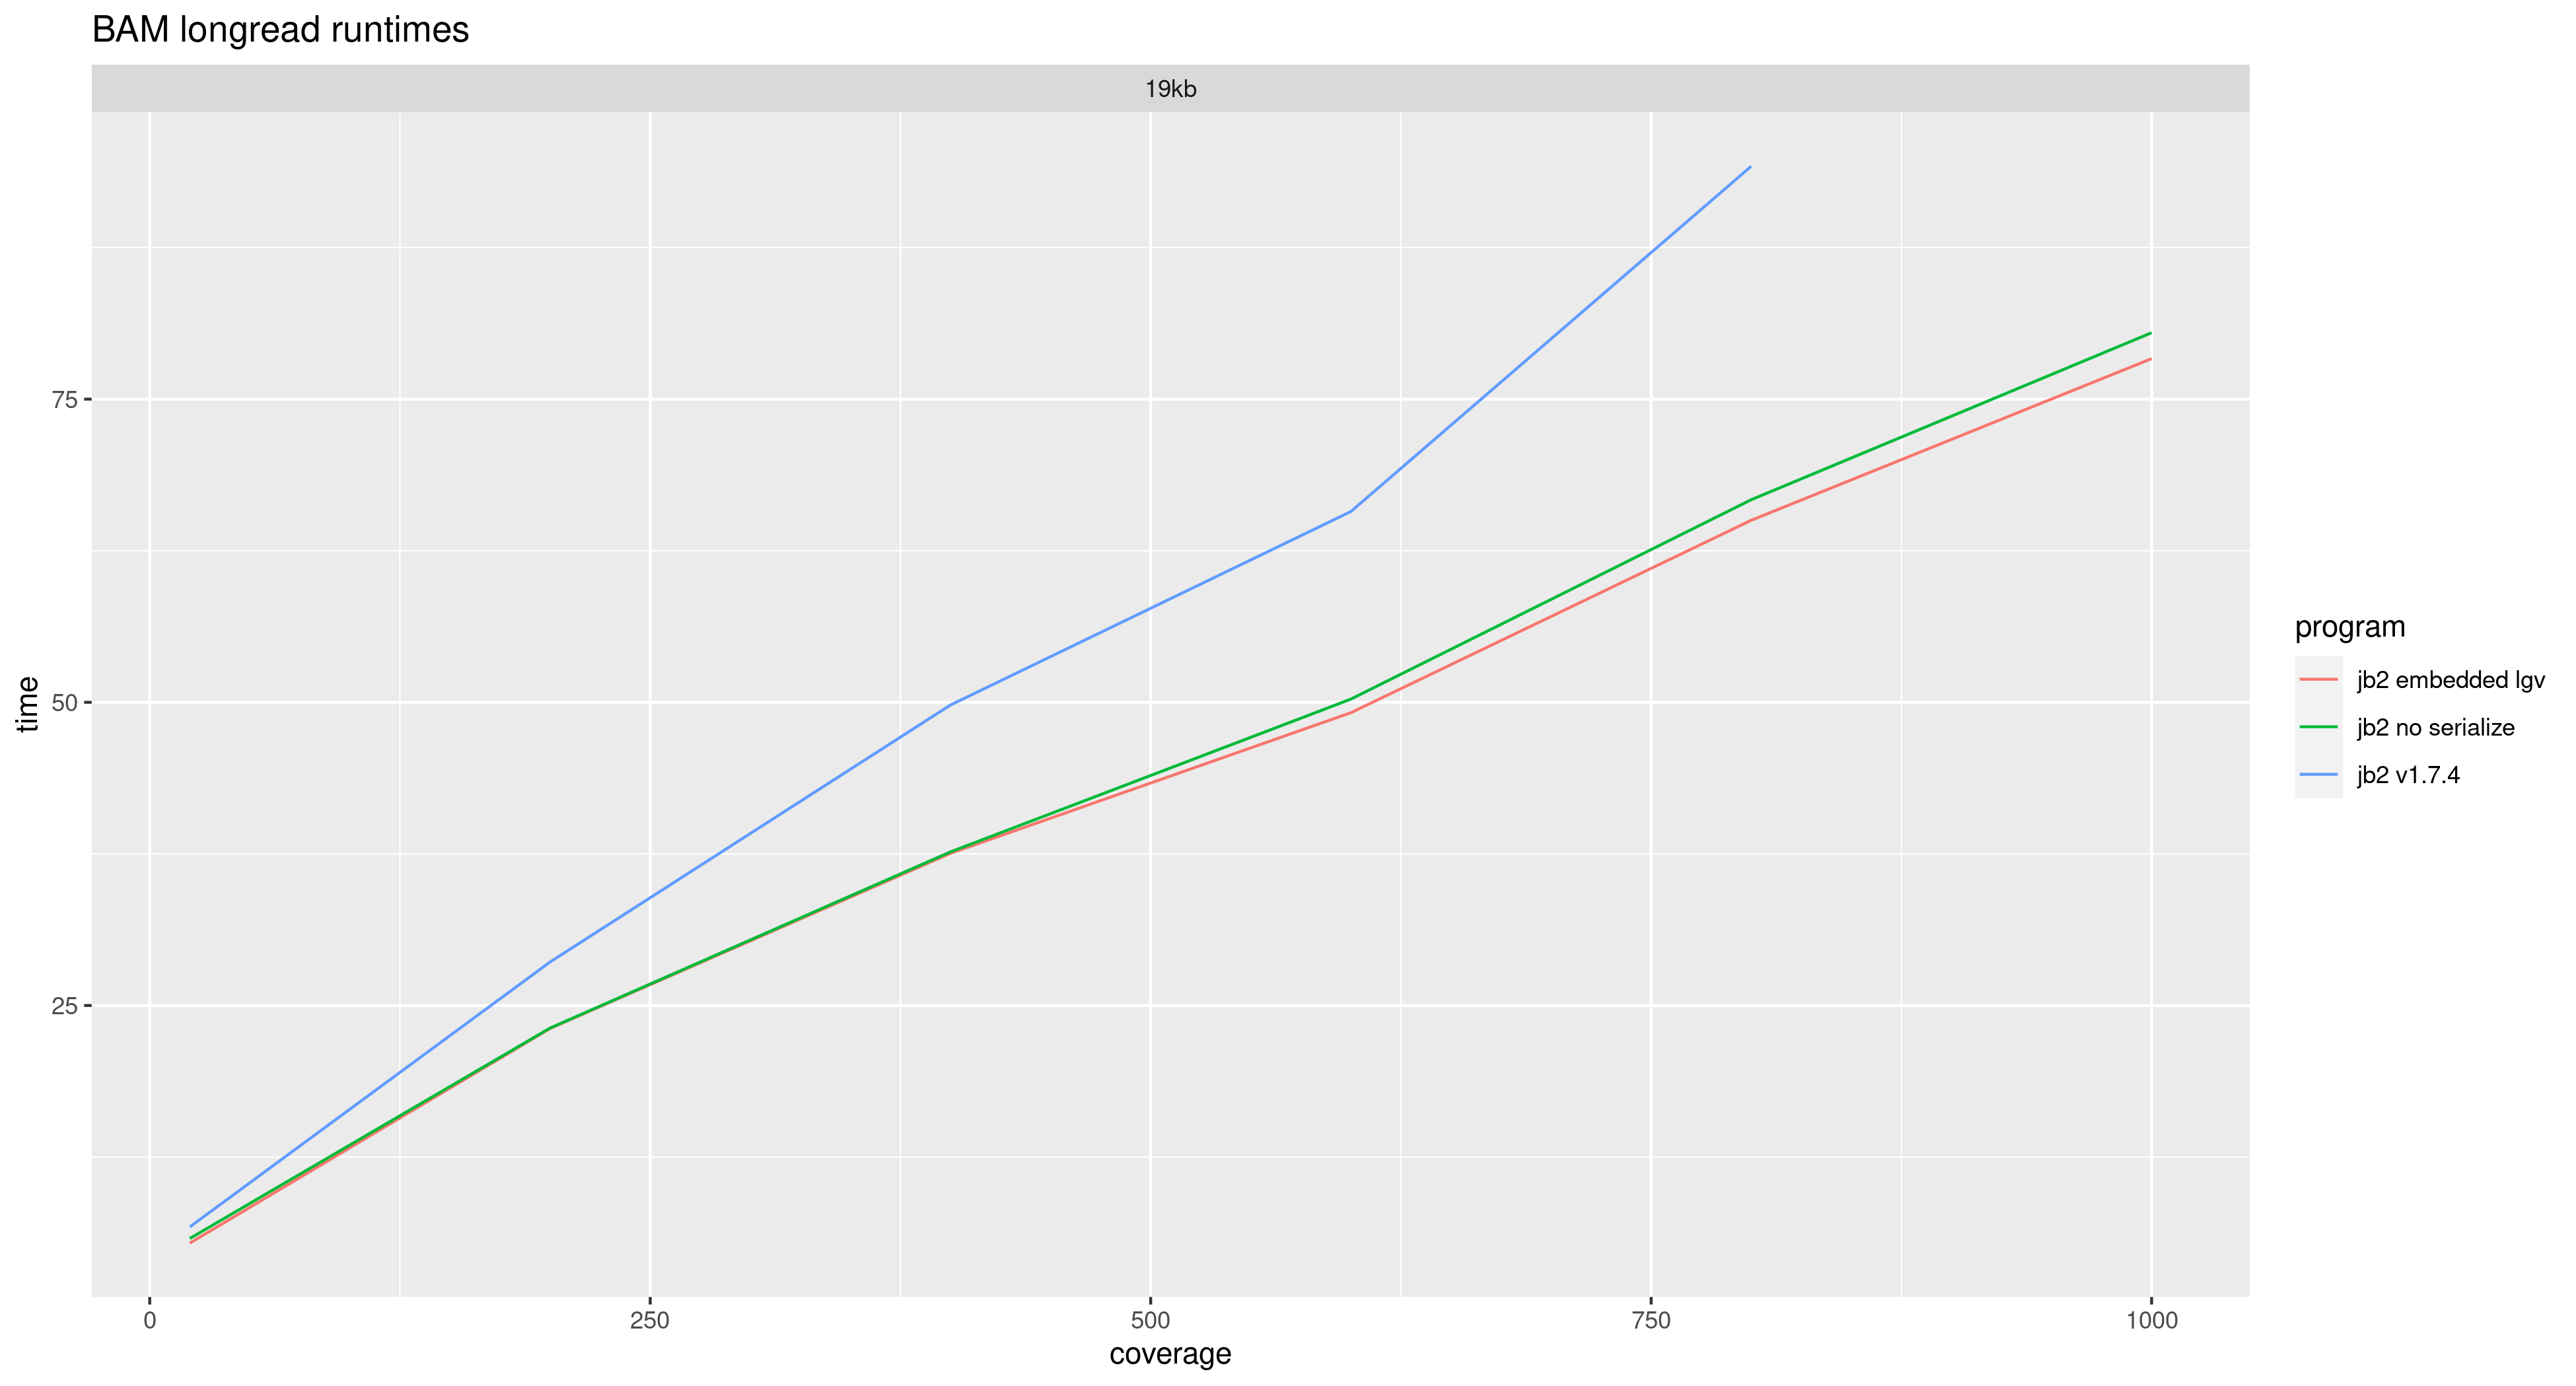 BAM longread runtimes
19kb
75
50
25
time
0 250 500 750 1000
coverage
program
jb2 embedded lgv
jb2 no serialize
jb2 v1.7.4